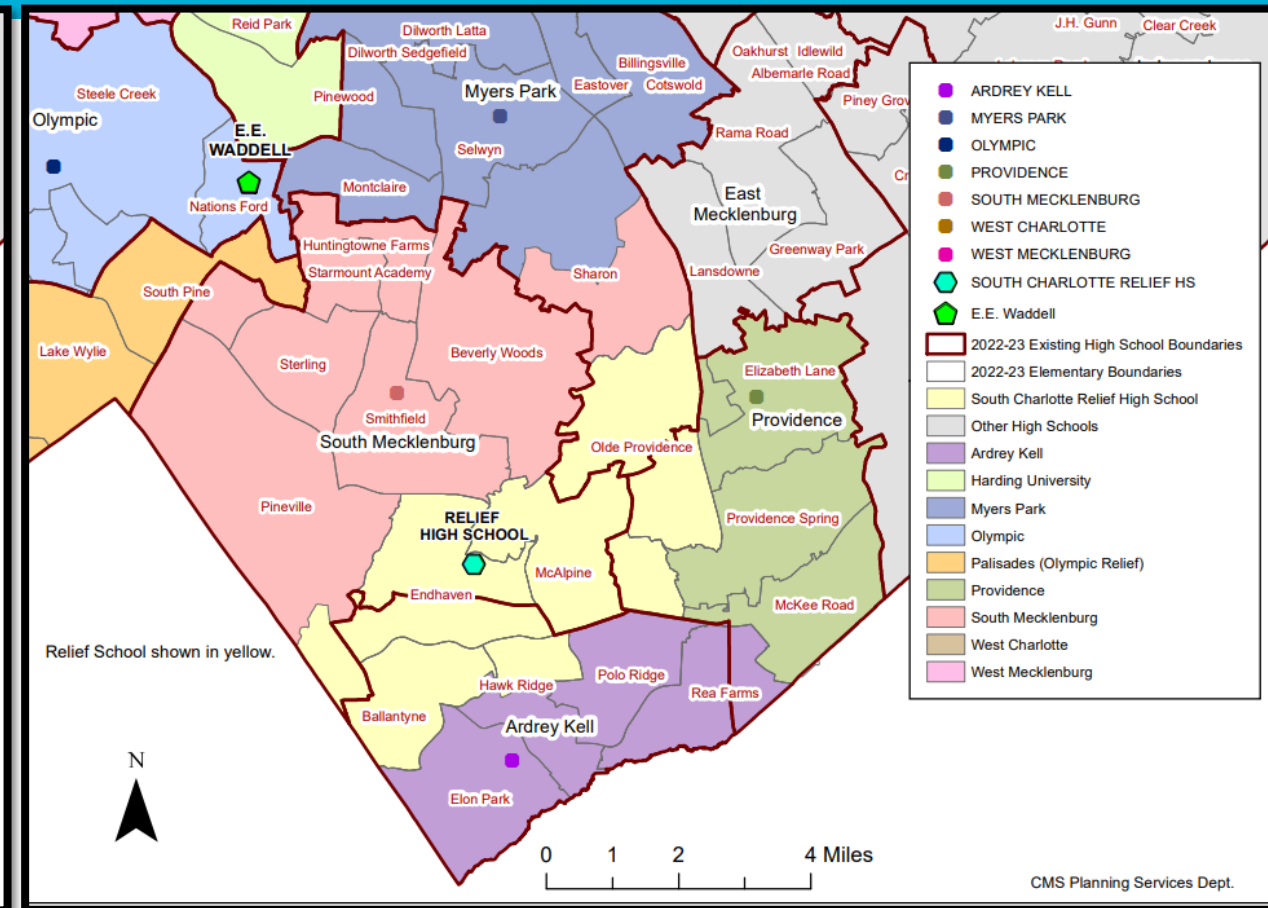 Reid Park
Dilworth Latta
J.H. Gunn
Clear Creek
Dilworth Sedgefield
Oakhurst Idlewild
Billingsville
Albemarle Road
Steele Creek
Pinewood
Myers Park
Eastover Cotswold
Piney Grov
Olympic
E.E.
WADDELL
Rama Road
Selwyn
Cr
Montclaire
East
Mecklenburg
Nations Ford
Huntingtowne Farms
Greenway Park
Starmount Academy
Sharon
Lansdowne
South Pine
Lake Wylie
Sterling
Beverly Woods
Elizabeth Lane
Smithfield
Providence
South Mecklenburg
Olde Providence
Pineville
RELIEF
HIGH SCHOOL
Providence Spring
McAlpine
Endhaven
McKee Road
Relief School shown in yellow.
Polo Ridge
Hawk Ridge
Rea Farms
Ballantyne
Ardrey Kell
N
Elon Park
0 1 2 4 Miles
CMS Planning Services Dept.
ARDREY KELL
MYERS PARK
OLYMPIC
PROVIDENCE
SOUTH MECKLENBURG
WEST CHARLOTTE
WEST MECKLENBURG
SOUTH CHARLOTTE RELIEF HS
E.E. Waddell
2022-23 Existing High School Boundaries
2022-23 Elementary Boundaries
South Charlotte Relief High School
Other High Schools
Ardrey Kell
Harding University
Myers Park
Olympic
Palisades (Olympic Relief)
Providence
South Mecklenburg
West Charlotte
West Mecklenburg